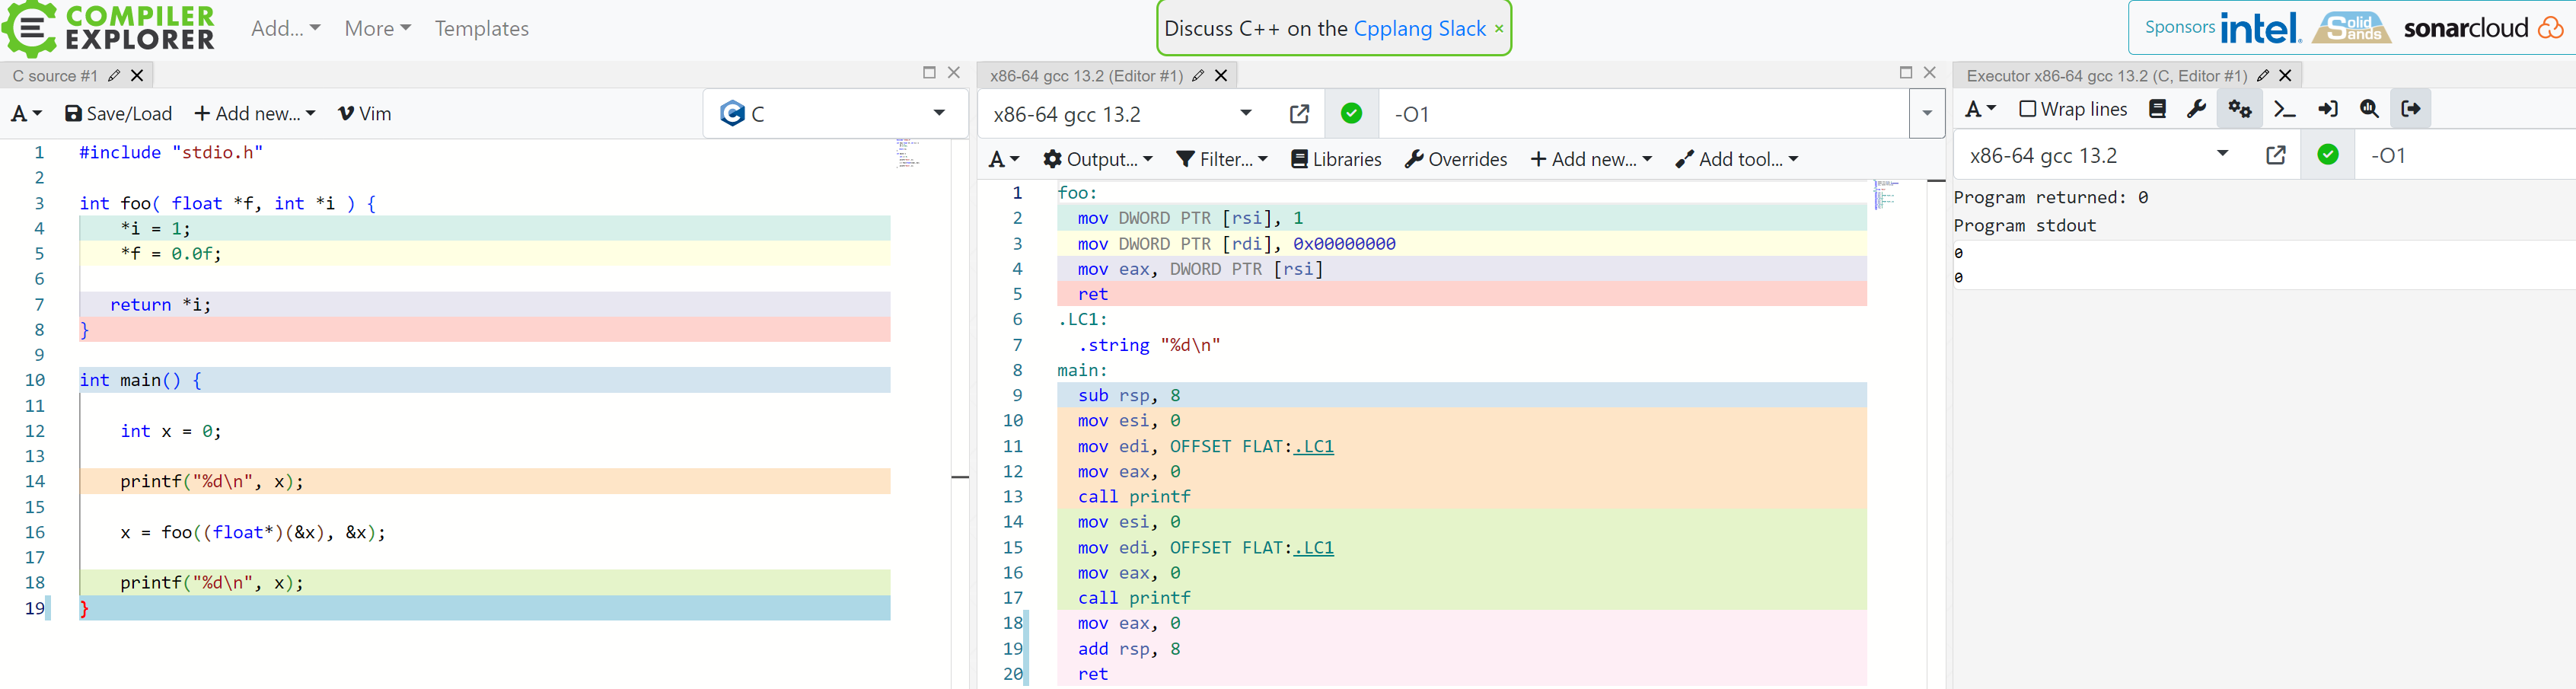 COMPILER
EXPLORER
Add...
More
Templates
Discuss C++ on the Cpplang Slack ×
Sponsors intel. Solid Sands sonarcloud
C source #1
A
Save/Load
+ Add new...
Vim
C
1 #include "stdio.h"
2
3 int foo( float *f, int *i ) {
4 *i = 1;
5 *f = 0.0f;
6
7 return *i;
8 }
9
10 int main() {
11
12 int x = 0;
13
14 printf("%d\n", x);
15
16 x = foo((float*)(&x), &x);
17
18 printf("%d\n", x);
19 }
x86-64 gcc 13.2 (Editor #1)
x86-64 gcc 13.2
-O1
A
Output...
Filter...
Libraries
Overrides
+ Add new...
Add tool...
1 foo:
2 mov DWORD PTR [rsi], 1
3 mov DWORD PTR [rdi], 0x00000000
4 mov eax, DWORD PTR [rsi]
5 ret
6 .LC1:
7 .string "%d\n"
8 main:
9 sub rsp, 8
10 mov esi, 0
11 mov edi, OFFSET FLAT:.LC1
12 mov eax, 0
13 call printf
14 mov esi, 0
15 mov edi, OFFSET FLAT:.LC1
16 mov eax, 0
17 call printf
18 mov eax, 0
19 add rsp, 8
20 ret
Executor x86-64 gcc 13.2 (C, Editor #1)
A
Wrap lines
x86-64 gcc 13.2
-O1
Program returned: 0
Program stdout
0
0